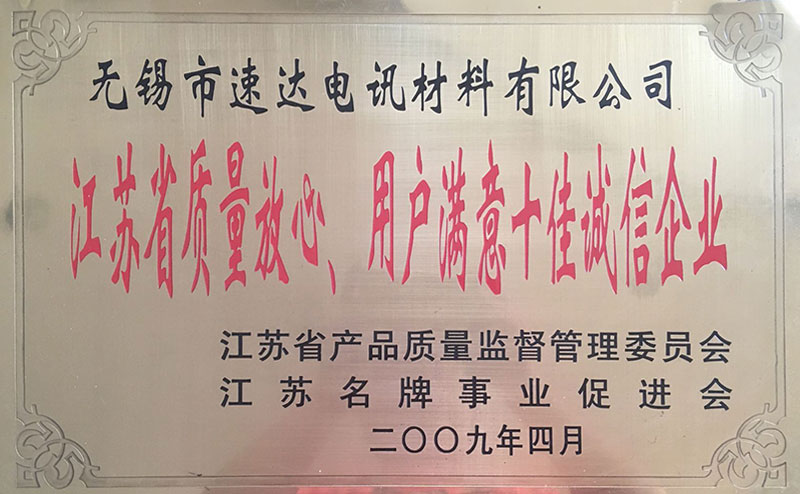 无锡市速达电讯材料有限公司
江苏省质量放心、用户满意十佳诚信企业
江苏省产品质量监督管理委员会
江苏名牌事业促进会
二〇〇九年四月